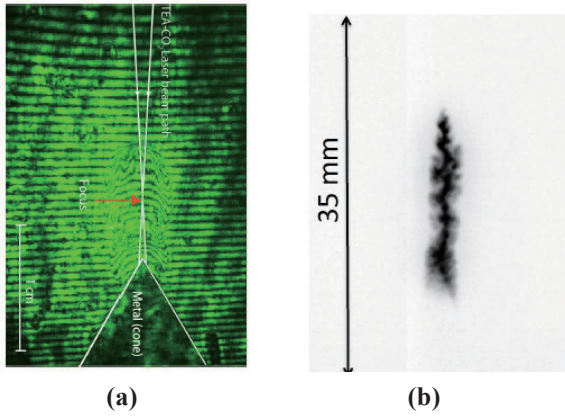 TEA-CO₂ Laser beam path
Focus
1 cm
Metal (cone)
(a)
35 mm
(b)